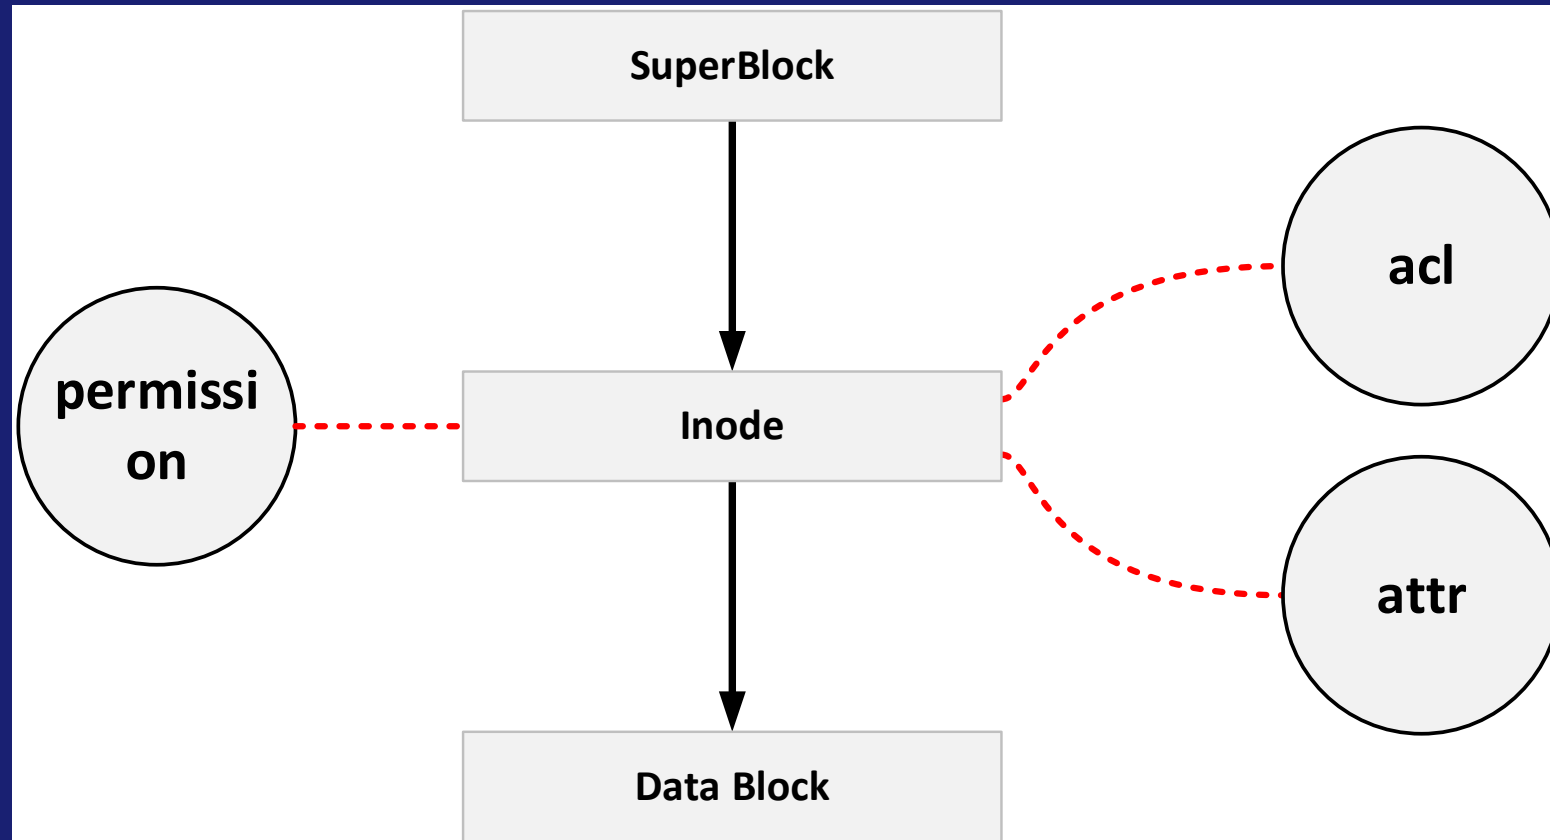 SuperBlock
acl
permissi
on
Inode
attr
Data Block